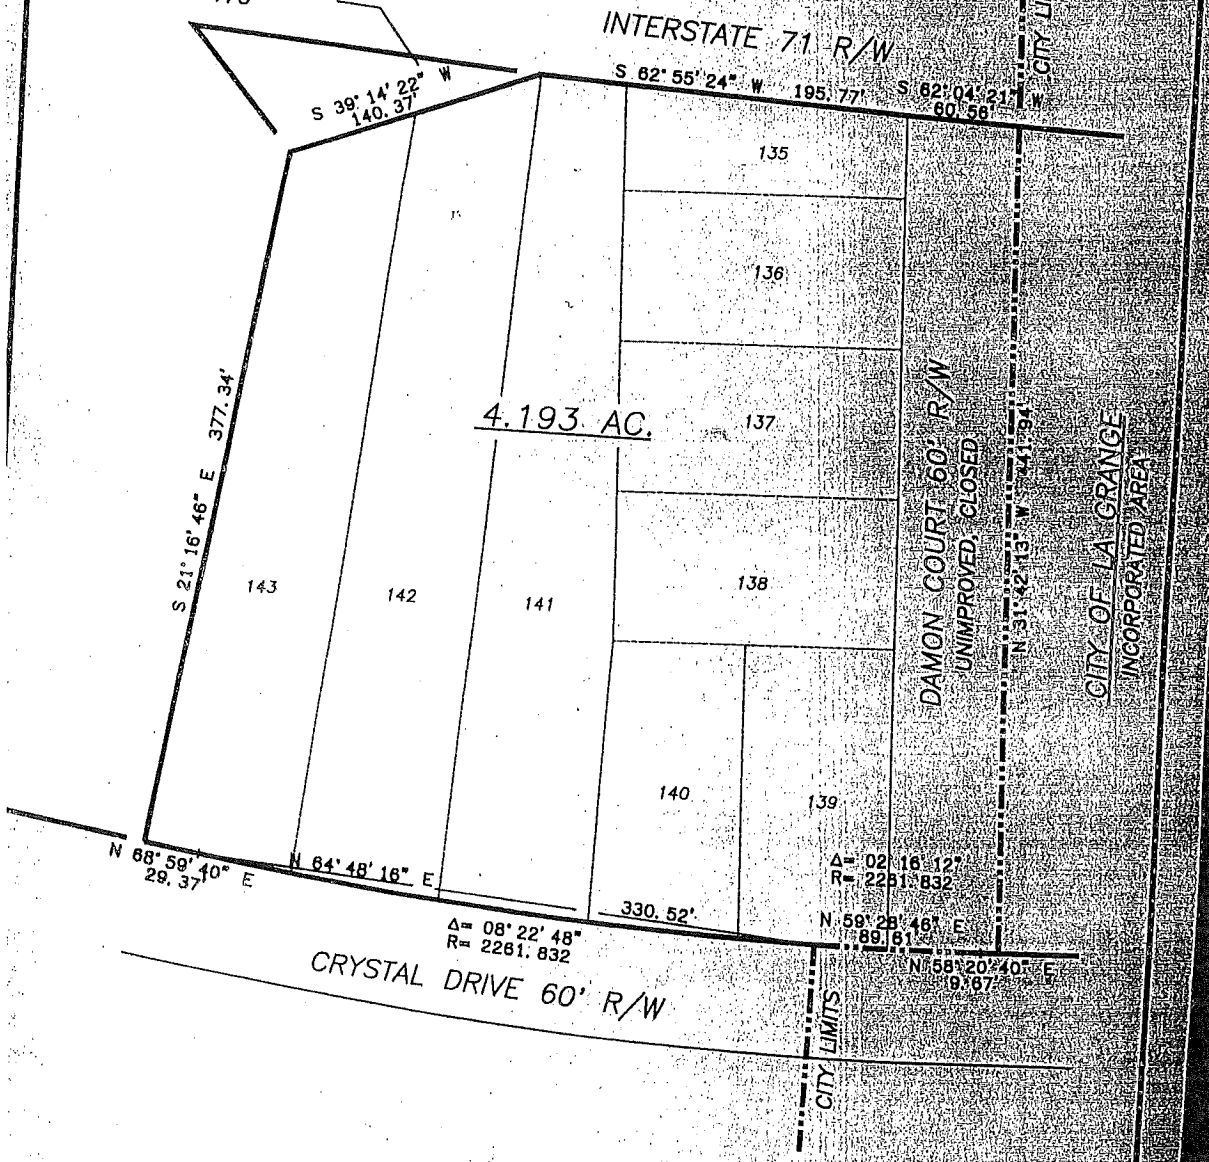 INTERSTATE 71 R/W
CITY LI
S 39° 14' 22" W
140.37'
S 62° 55' 24" W 195.77'
S 62° 04' 21" W
60.56'
135
136
137
4.193 AC.
S 21° 16' 46" E 377.34'
DAMON COURT 60' R/W
UNIMPROVED, CLOSED
N 31° 42' 13" W 441.94'
CITY OF LA GRANGE
INCORPORATED AREA
143
142
141
138
140
139
N 68° 59' 40" E
29.37'
N 64° 48' 16" E
330.52'
Δ= 08° 22' 48"
R= 2261.832
Δ= 02° 16' 12"
R= 2261.832
N 59° 28' 46" E
89.61
N 58° 20' 40" E
9.67'
CRYSTAL DRIVE 60' R/W
CITY LIMITS